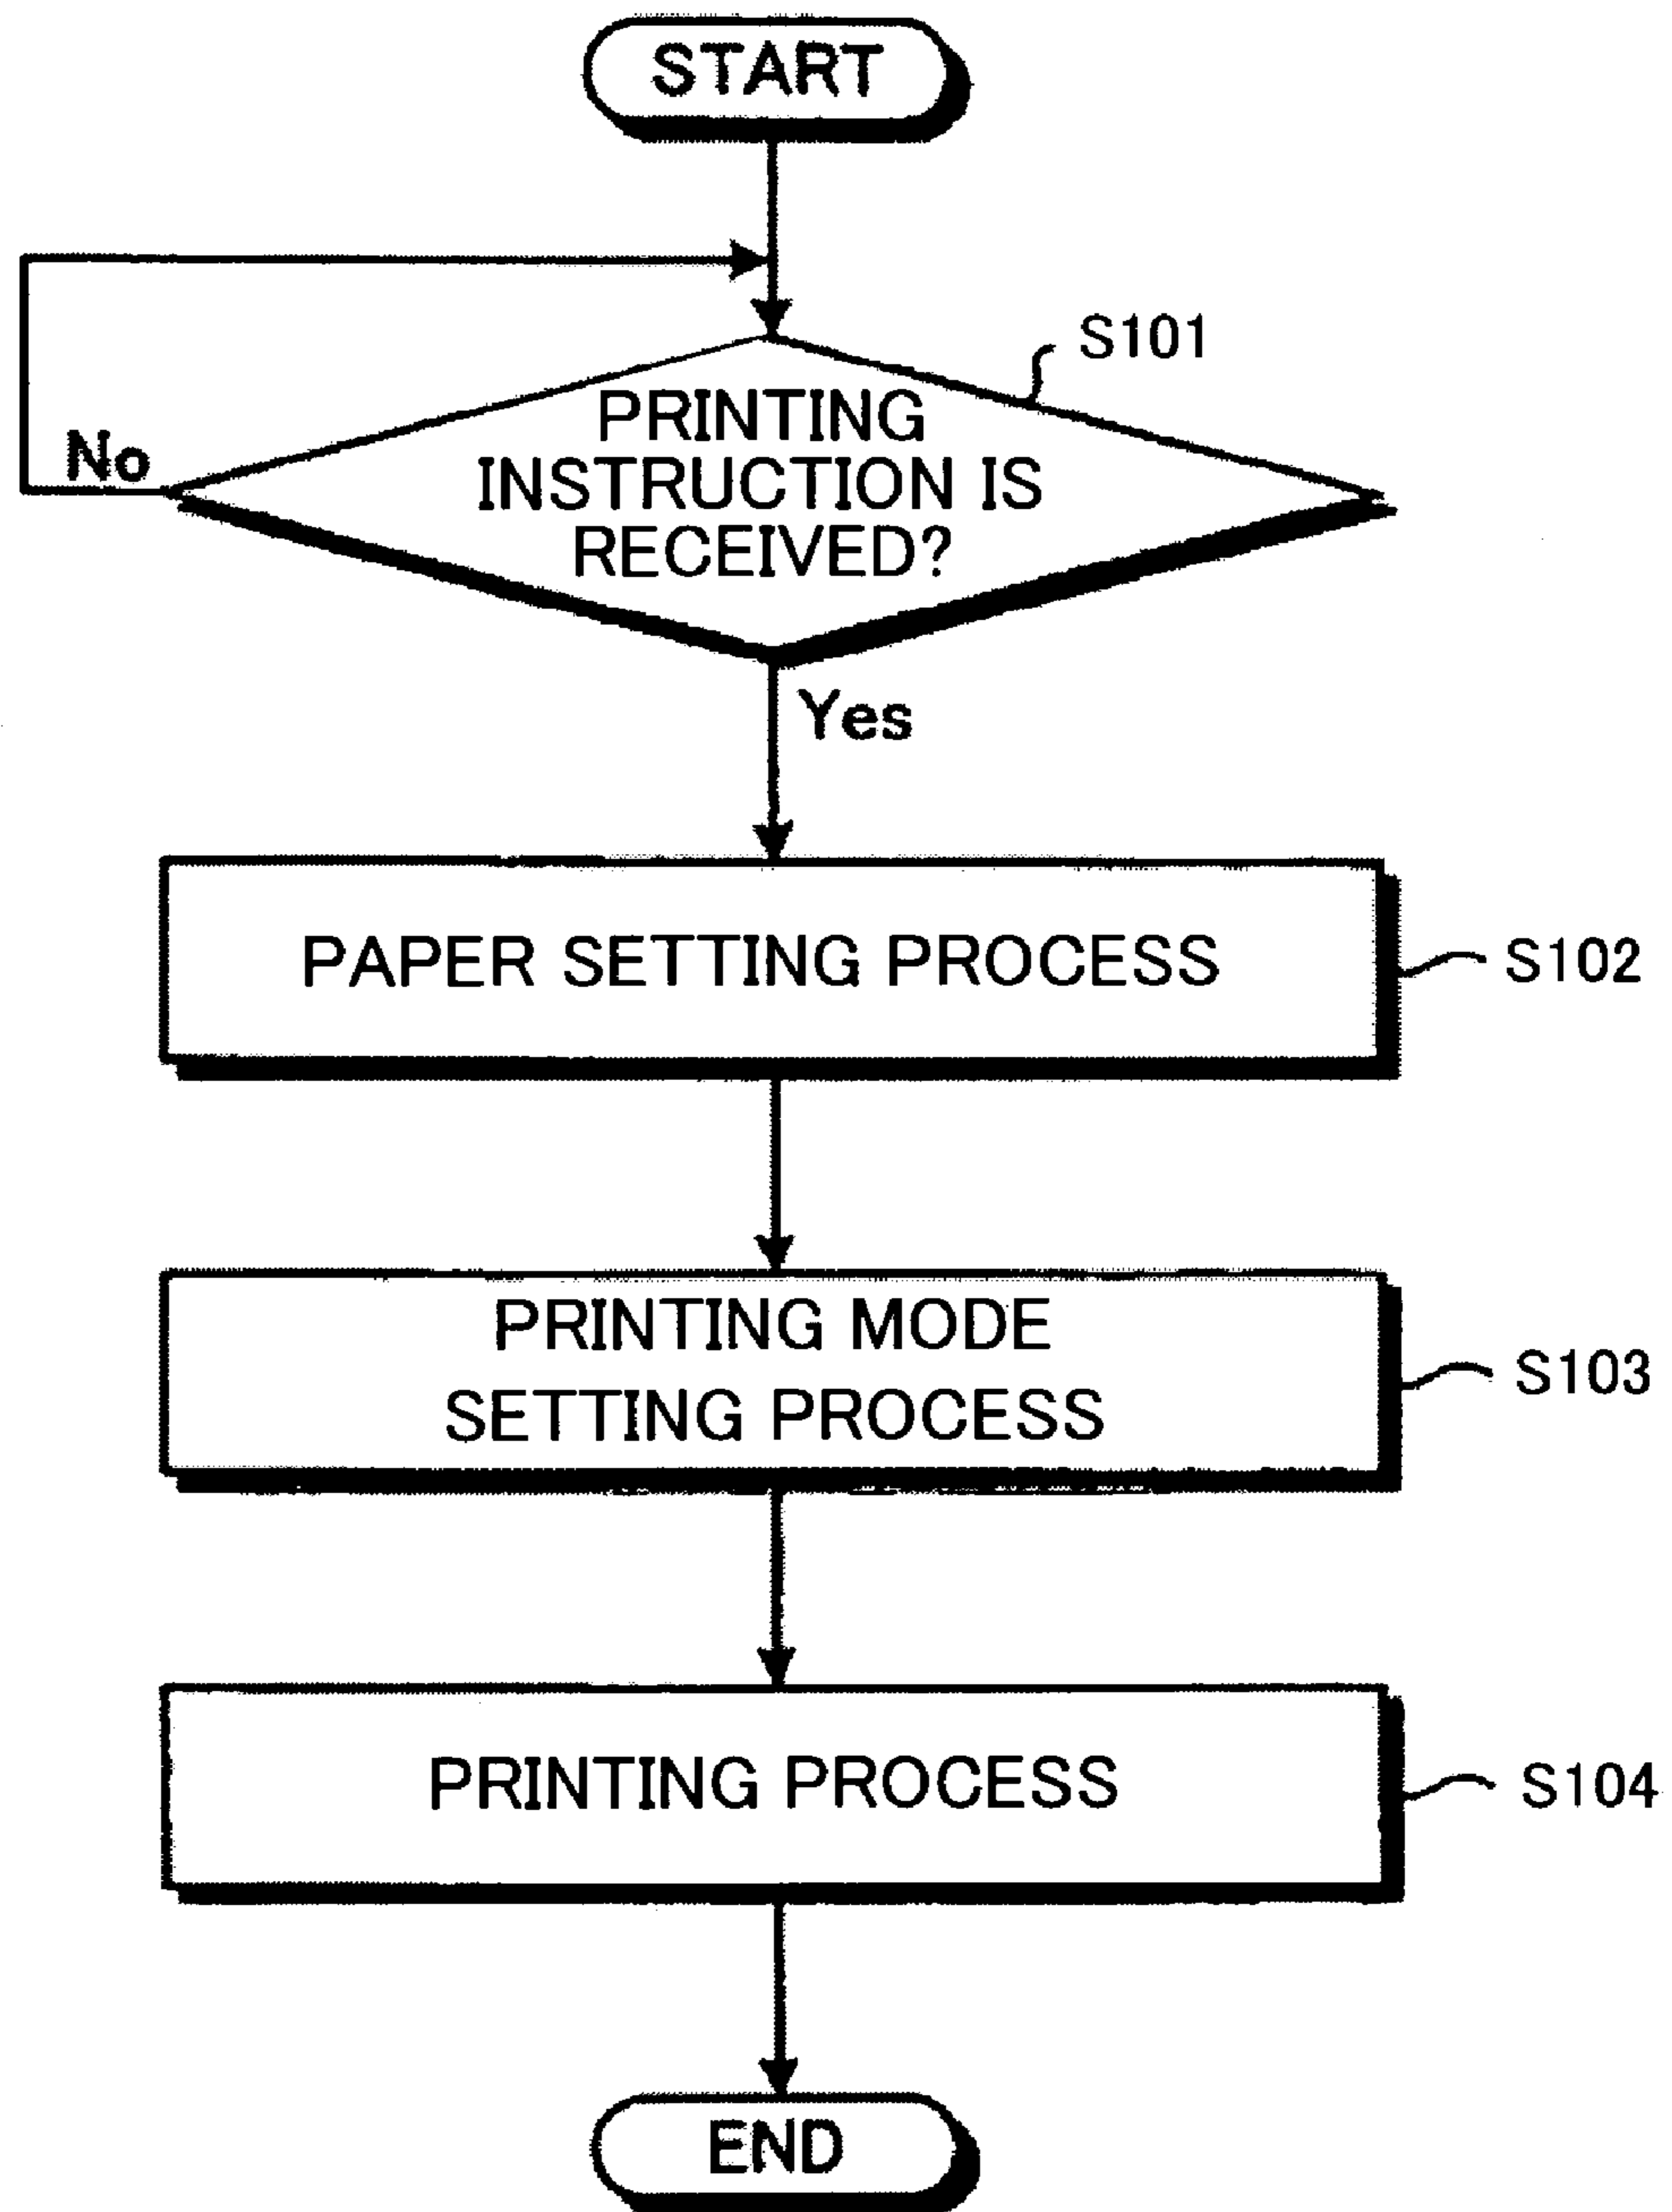 START
S101
PRINTING
INSTRUCTION IS
RECEIVED?
No
Yes
PAPER SETTING PROCESS
S102
PRINTING MODE
SETTING PROCESS
S103
PRINTING PROCESS
S104
END